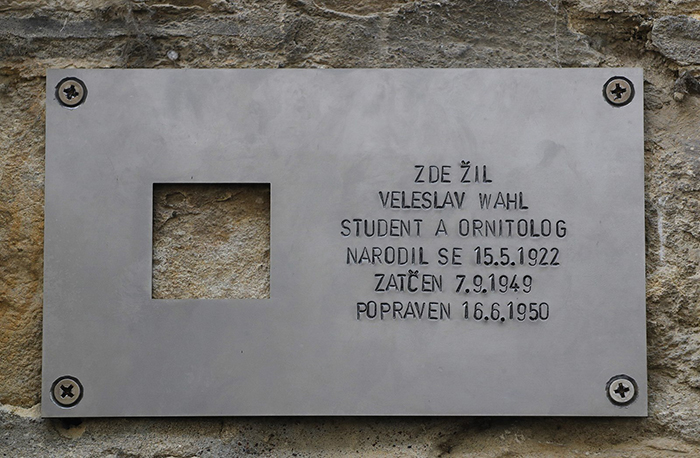 ZDE ŽIL
VELESLAV WAHL
STUDENT A ORNITOLOG
NARODIL SE 15.5.1922
ZATČEN 7.9.1949
POPRAVEN 16.6.1950